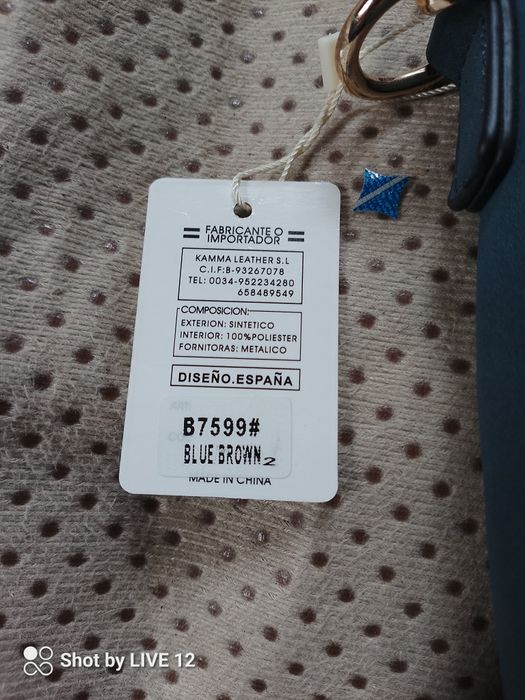 FABRICANTE O
IMPORTADOR
KAMMA LEATHER S.L
C.I.F:B-93267078
TEL: 0034-952234280
658489549
COMPOSICION:
EXTERION: SINTETICO
INTERIOR: 100%POLIESTER
FORNITORAS: METALICO
DISEÑO.ESPAÑA
B7599#
BLUE BROWN 2
MADE IN CHINA
Shot by LIVE 12